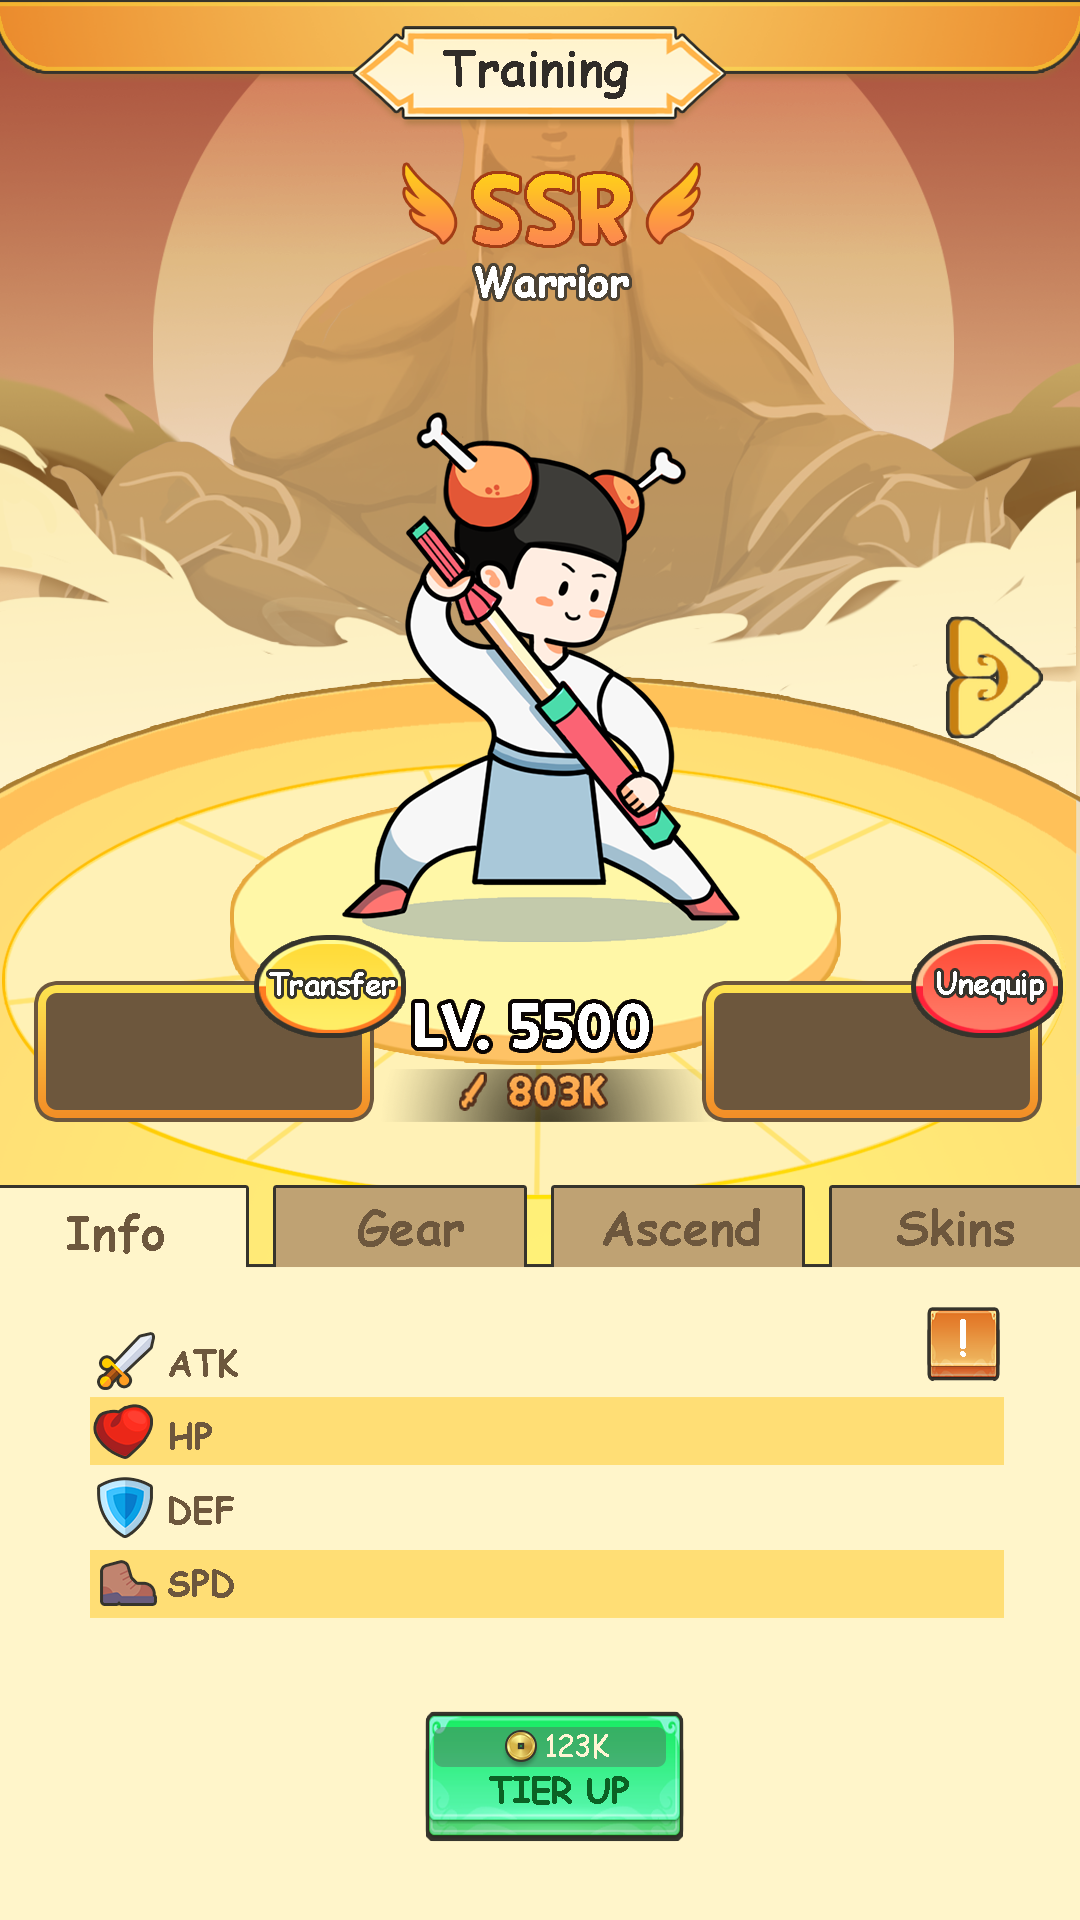 Training
SSR
Warrior
Transfer
Unequip
LV. 5500
803K
Info
Gear
Ascend
Skins
!
ATK
HP
DEF
SPD
123K
TIER UP